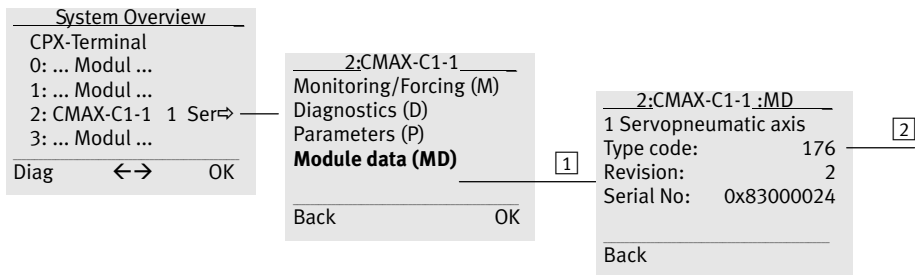 System Overview _
CPX-Terminal
0: ... Modul ...
1: ... Modul ...
2: CMAX-C1-1 1 Ser⇨
3: ... Modul ...
Diag ←→ OK
2:CMAX-C1-1 _
Monitoring/Forcing (M)
Diagnostics (D)
Parameters (P)
Module data (MD)
Back OK
1
2:CMAX-C1-1 :MD _
1 Servopneumatic axis
Type code: 176
Revision: 2
Serial No: 0x83000024
Back
2